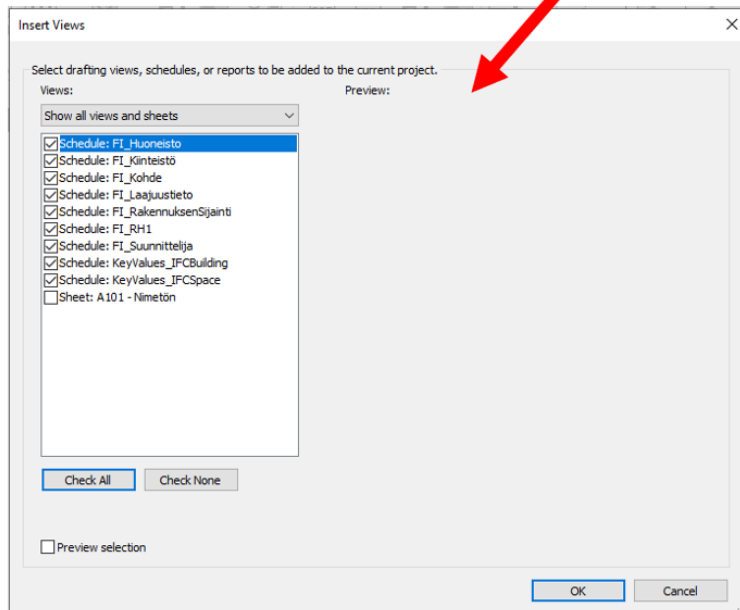 Insert Views
Select drafting views, schedules, or reports to be added to the current project.
Views:
Preview:
Show all views and sheets
Schedule: FI_Huoneisto
Schedule: FI_Kiinteistö
Schedule: FI_Kohde
Schedule: FI_Laajuustieto
Schedule: FI_RakennuksenSijainti
Schedule: FI_RH1
Schedule: FI_Suunnittelija
Schedule: KeyValues_IFCBuilding
Schedule: KeyValues_IFCSpace
Sheet: A101 - Nimetön
Check All
Check None
Preview selection
OK
Cancel